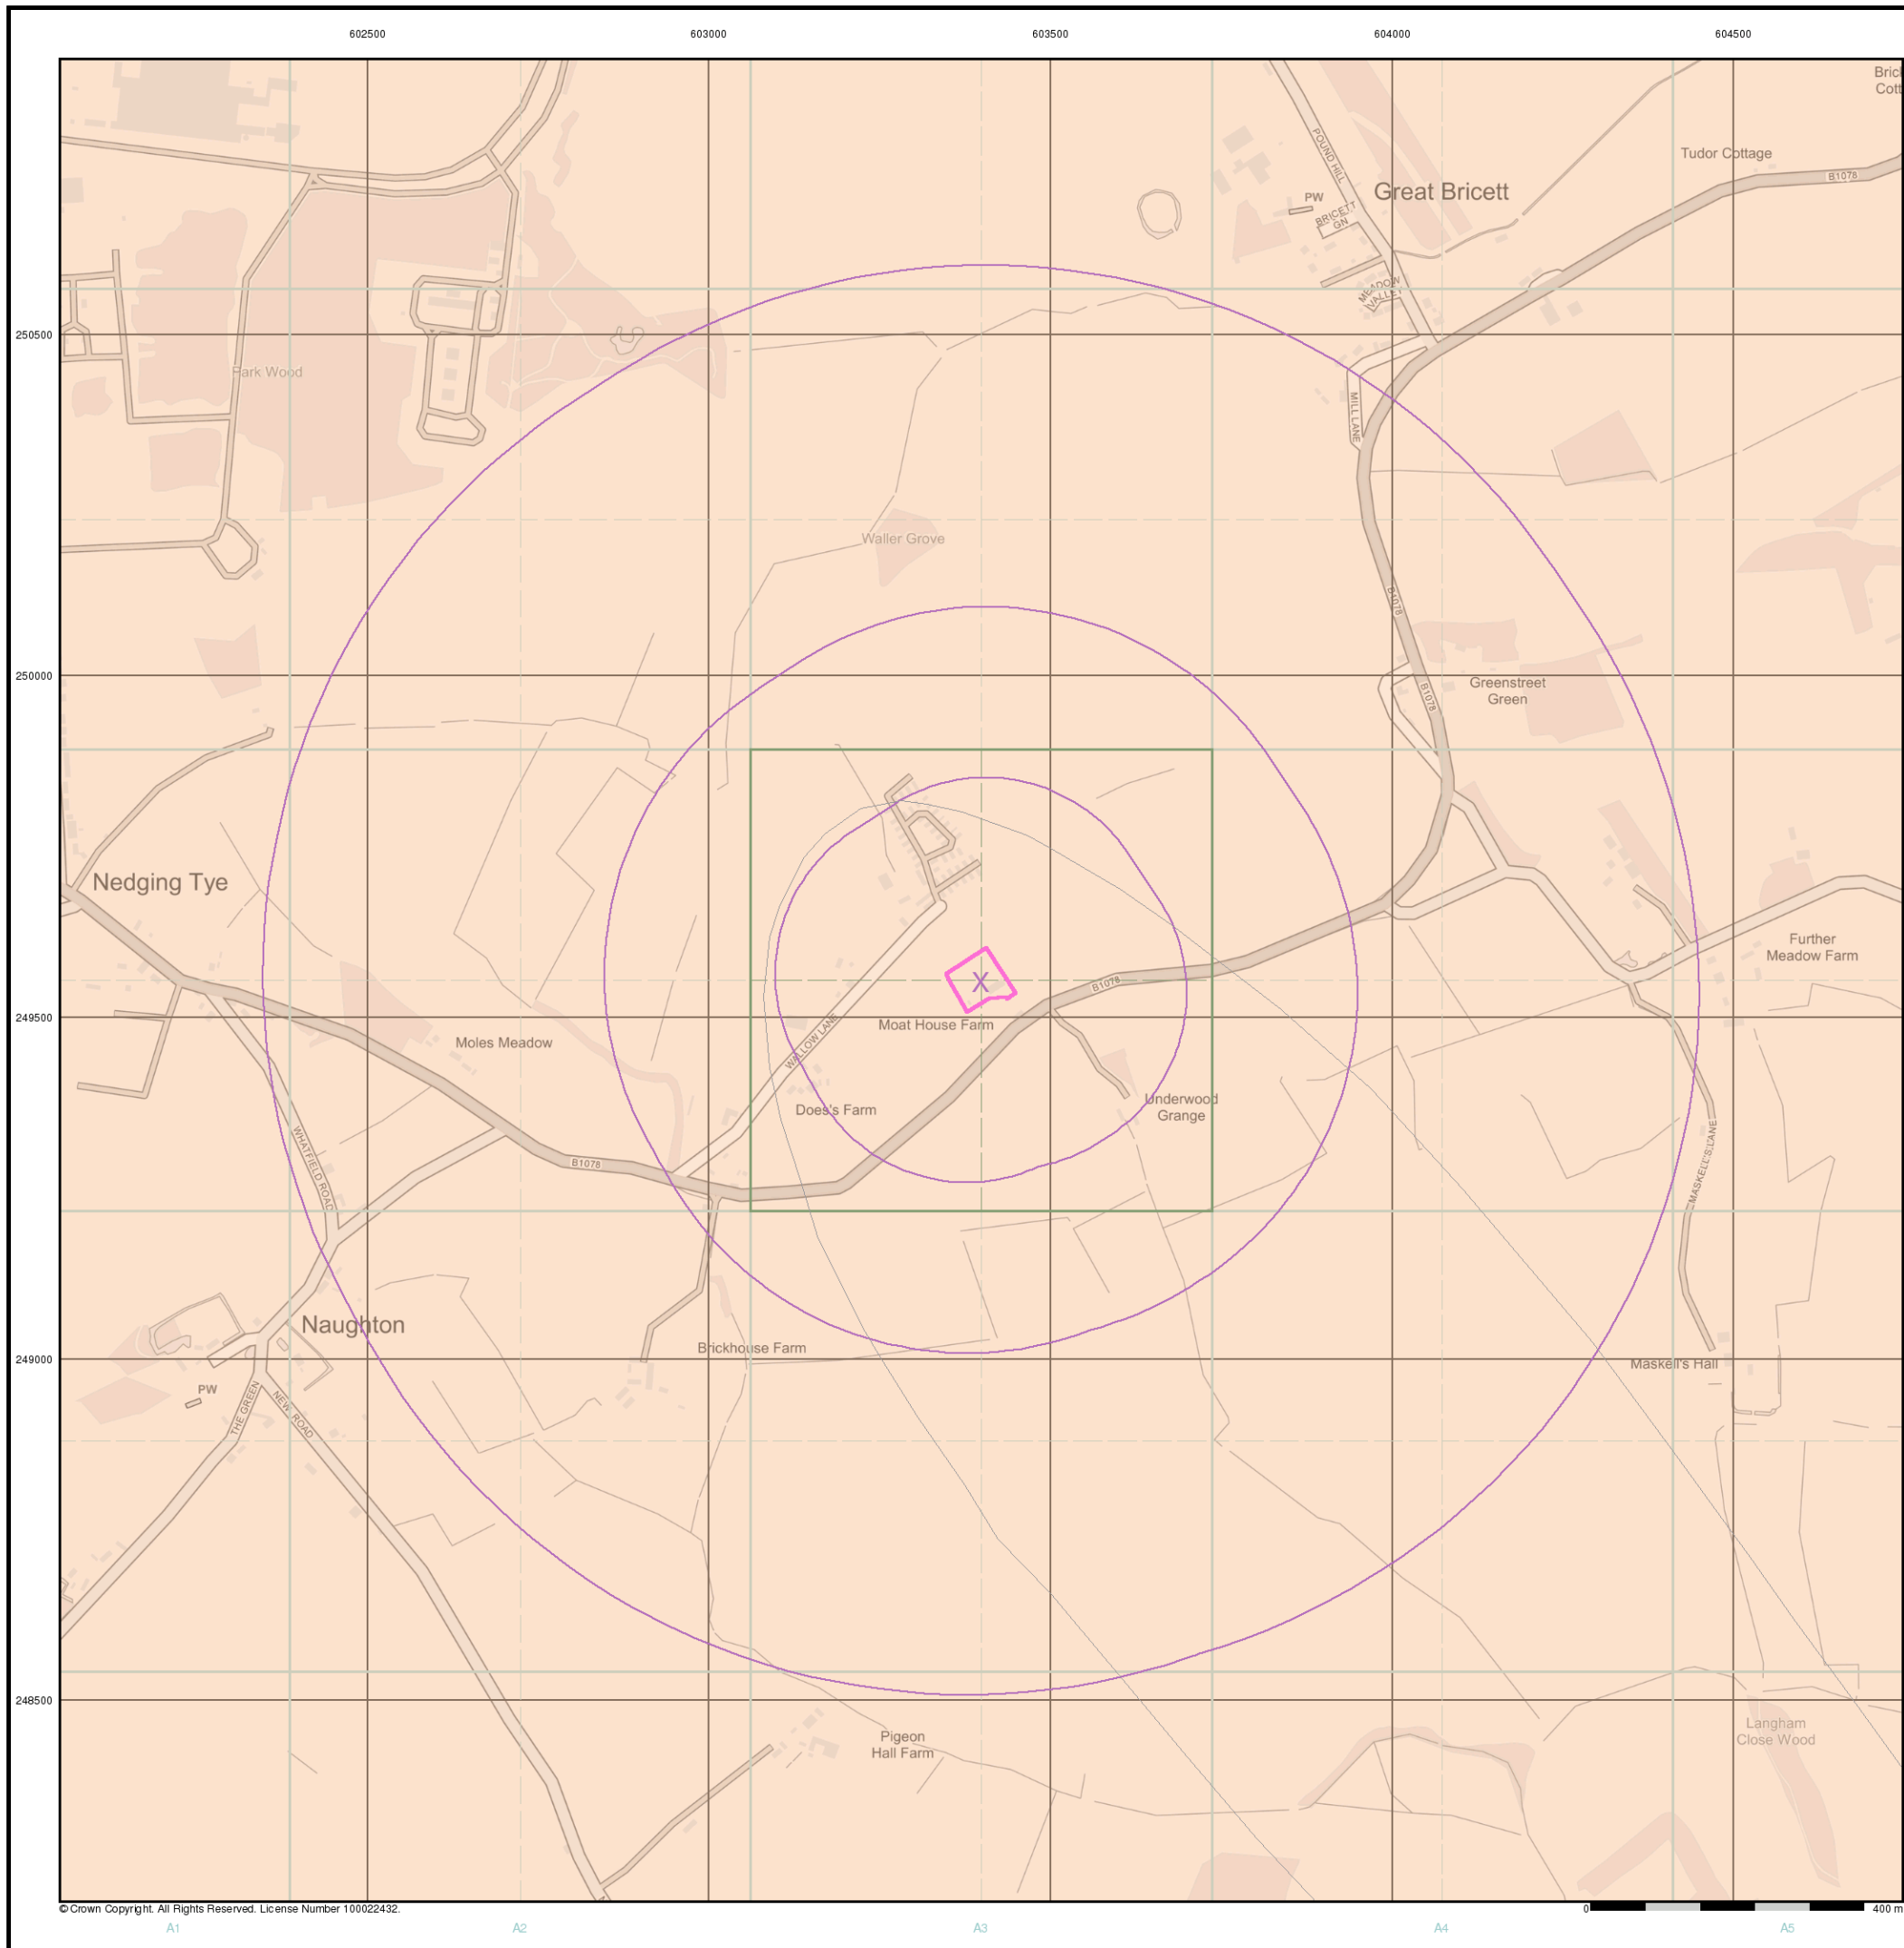 602500
603000
603500
604000
604500
Tudor Cottage
B1078
POUND HILL
Great Bricett
PW
BRICETT
GN
MEADOW
VALLEY
250500
Park Wood
MILL LANE
Waller Grove
B1078
250000
Greenstreet
Green
B1078
Nedging Tye
Further
Meadow Farm
X
B1078
249500
Moat House Farm
Moles Meadow
WALLOW LANE
Does's Farm
Underwood
Grange
WHATFIELD ROAD
B1078
MASKELL'S LANE
Naughton
Brickhouse Farm
249000
Maskell's Hall
PW
THE GREEN
NEW ROAD
248500
Pigeon
Hall Farm
Langham
Close Wood
© Crown Copyright. All Rights Reserved. License Number 100022432.
0
400 m
A1
A2
A3
A4
A5